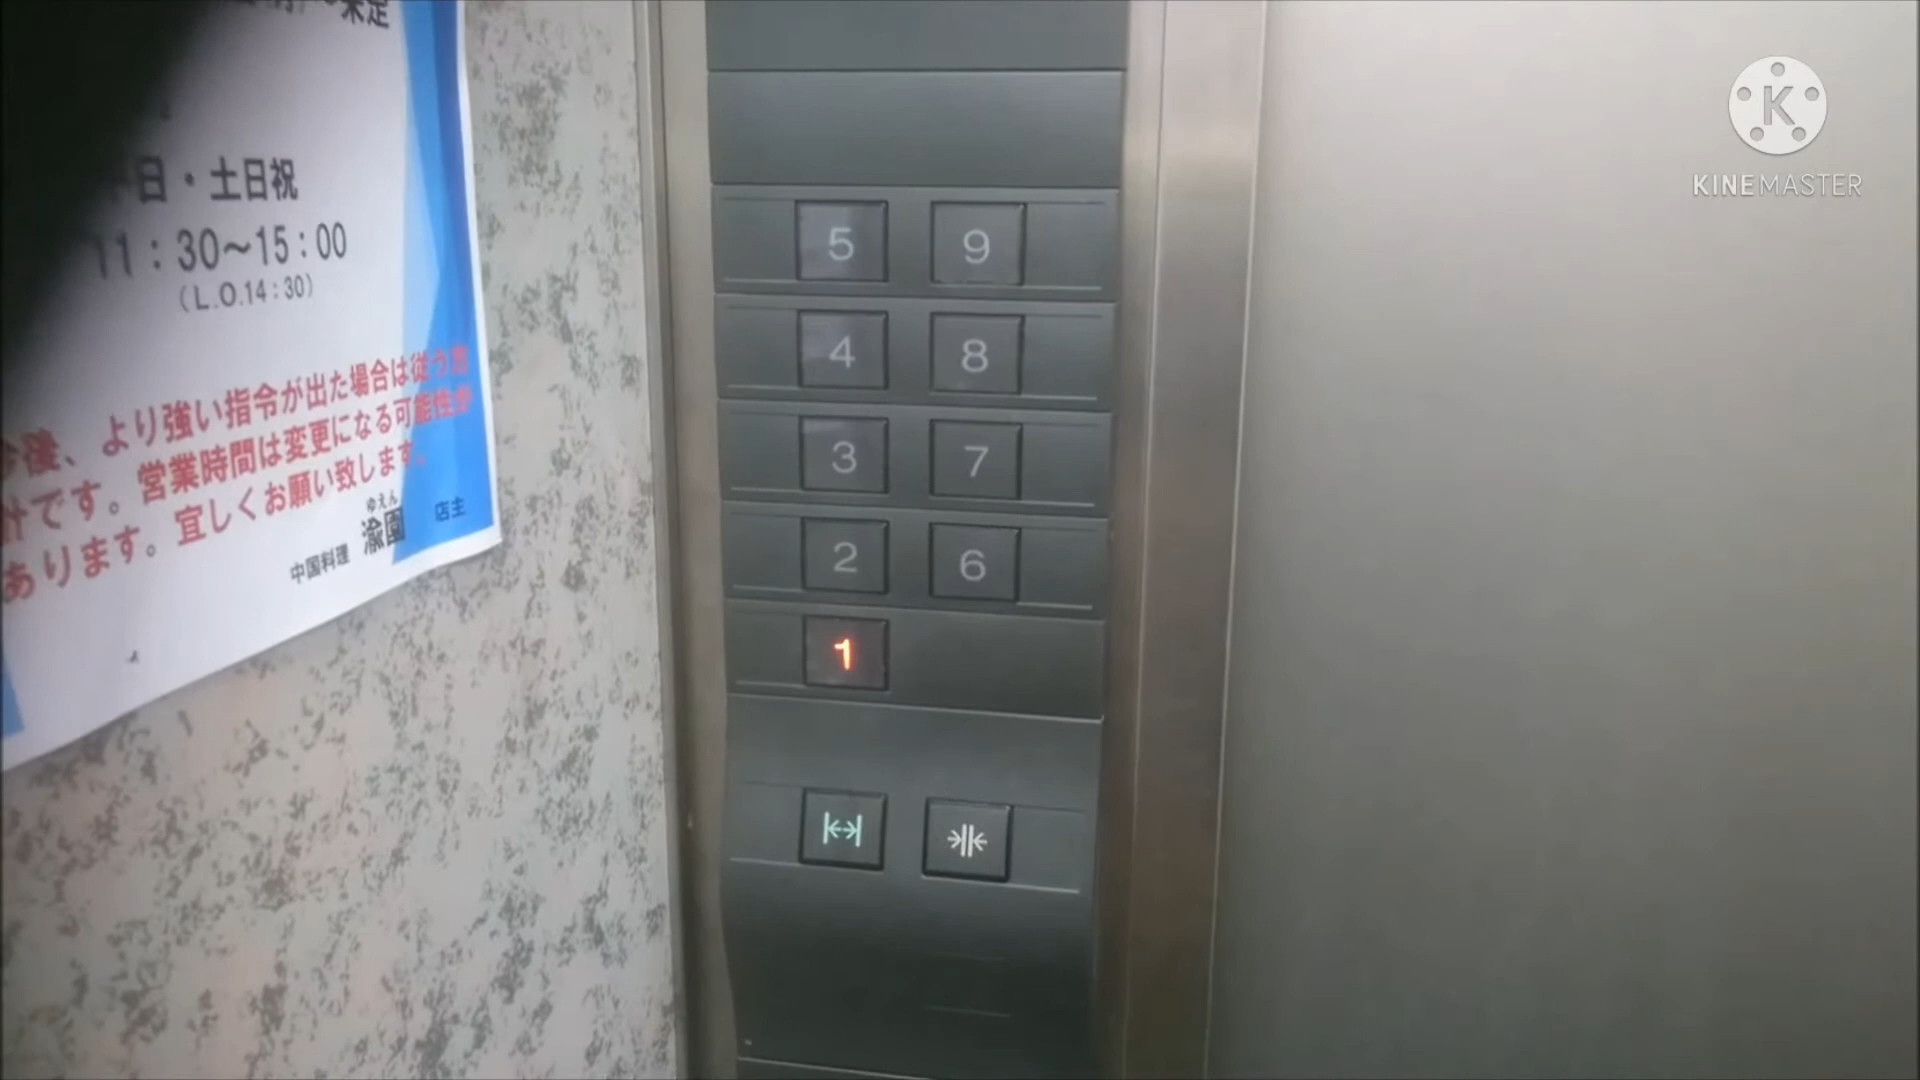 未定
日・土日祝
11:30～15:00
(L.O.14:30)
今後、より強い指令が出た場合は従う方
針です。営業時間は変更になる可能性が
あります。宜しくお願い致します。
ゆえん
中国料理 渝園 店主
5 9
4 8
3 7
2 6
1
K
KINEMASTER